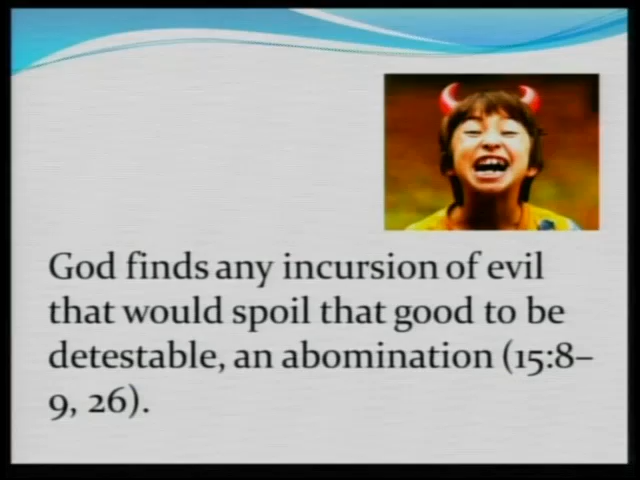 God finds any incursion of evil
that would spoil that good to be
detestable, an abomination (15:8–
9, 26).